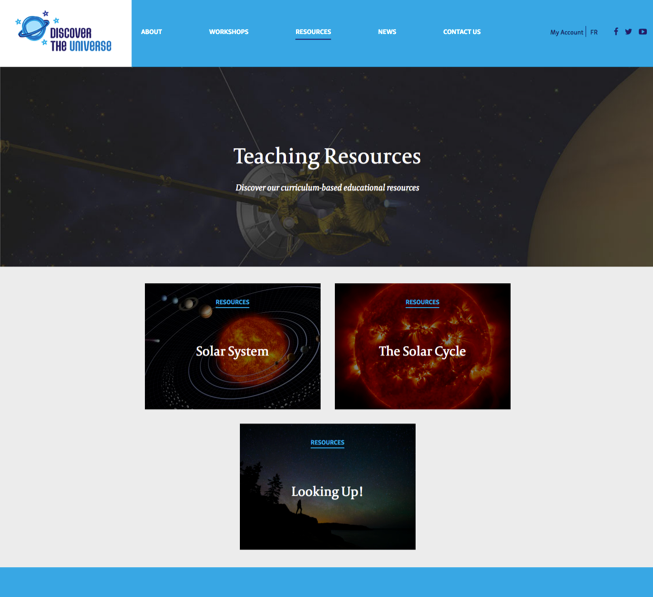 DISCOVER
THE UNIVERSE
ABOUT
WORKSHOPS
RESOURCES
NEWS
CONTACT US
My Account
FR
Teaching Resources
Discover our curriculum-based educational resources
RESOURCES
Solar System
RESOURCES
The Solar Cycle
RESOURCES
Looking Up!